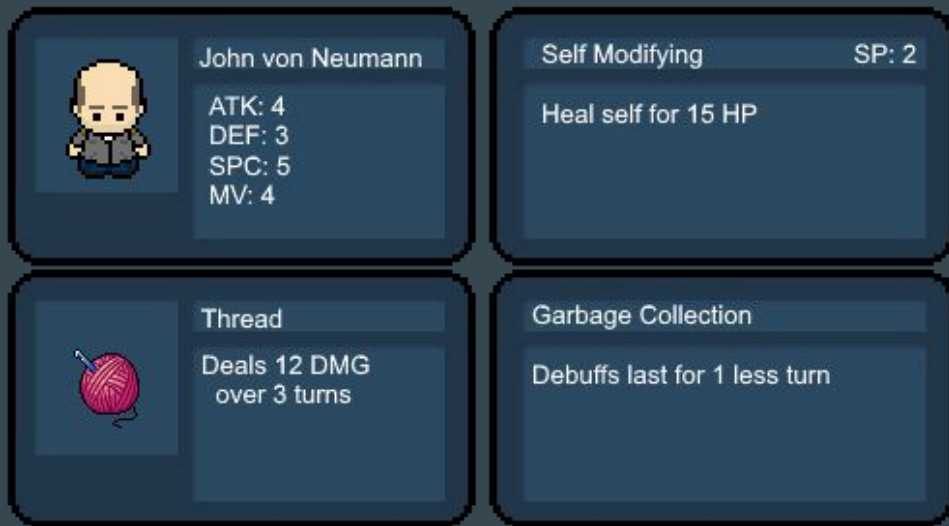 John von Neumann
ATK: 4
DEF: 3
SPC: 5
MV: 4
Self Modifying SP: 2
Heal self for 15 HP
Thread
Deals 12 DMG
over 3 turns
Garbage Collection
Debuffs last for 1 less turn